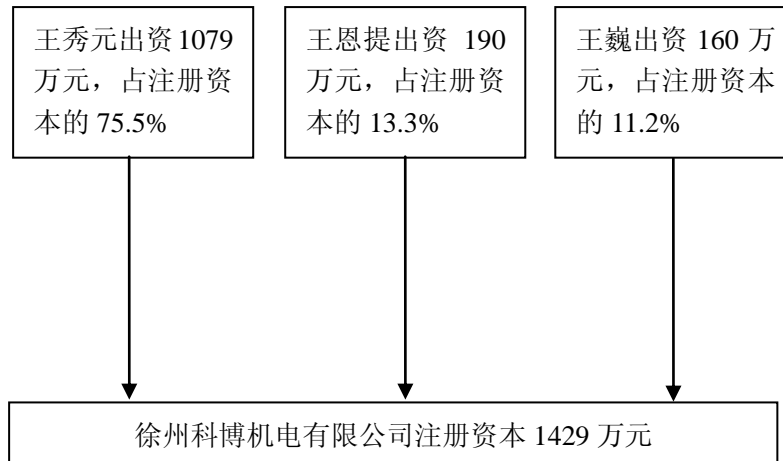 王秀元出资 1079
万元，占注册资
本的 75.5%
王恩提出资 190
万元，占注册资
本的 13.3%
王巍出资 160 万
元，占注册资本
的 11.2%
徐州科博机电有限公司注册资本 1429 万元